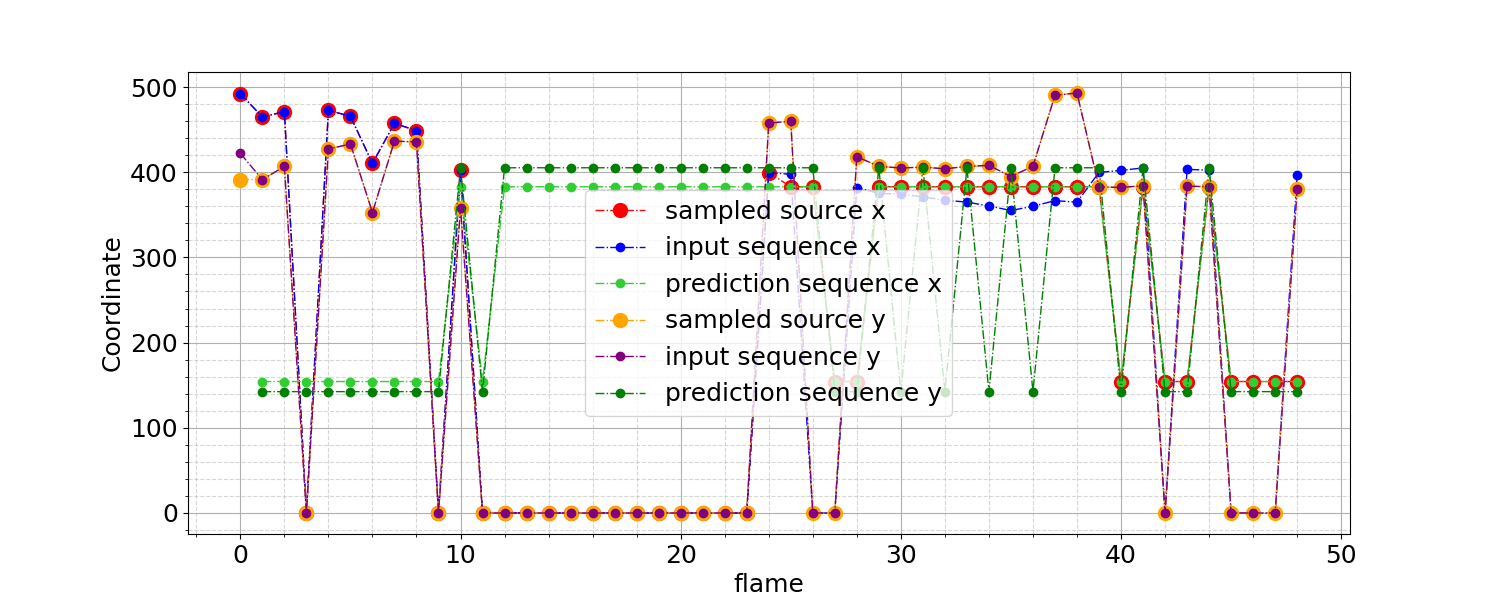 500
400
300
200
100
0
Coordinate
sampled source x
input sequence x
prediction sequence x
sampled source y
input sequence y
prediction sequence y
0 10 20 30 40 50
flame